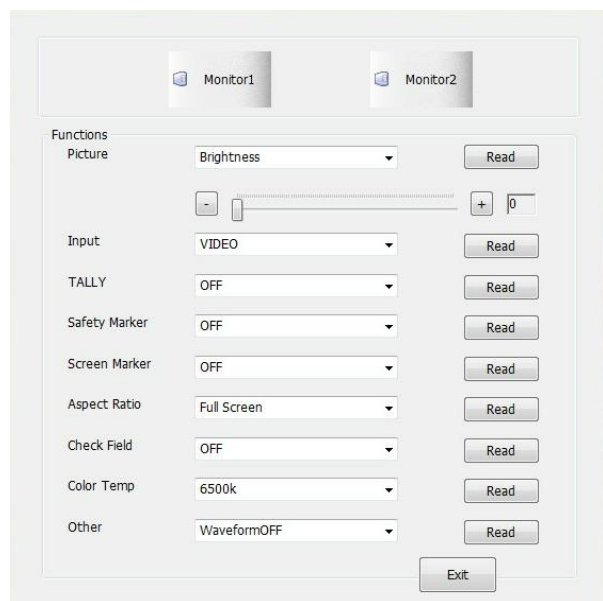 Monitor1 Monitor2
Functions
Picture Brightness Read
- + 0
Input VIDEO Read
TALLY OFF Read
Safety Marker OFF Read
Screen Marker OFF Read
Aspect Ratio Full Screen Read
Check Field OFF Read
Color Temp 6500k Read
Other WaveformOFF Read
Exit